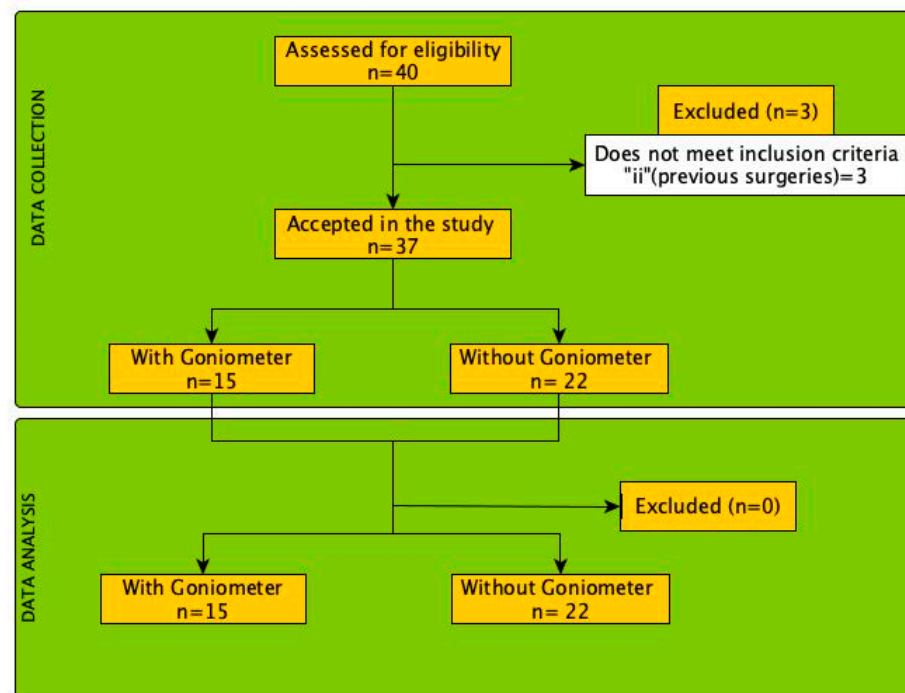 DATA COLLECTION
Assessed for eligibility
n=40
Excluded (n=3)
Does not meet inclusion criteria
"ii"(previous surgeries)=3
Accepted in the study
n=37
With Goniometer
n=15
Without Goniometer
n= 22
DATA ANALYSIS
Excluded (n=0)
With Goniometer
n=15
Without Goniometer
n= 22